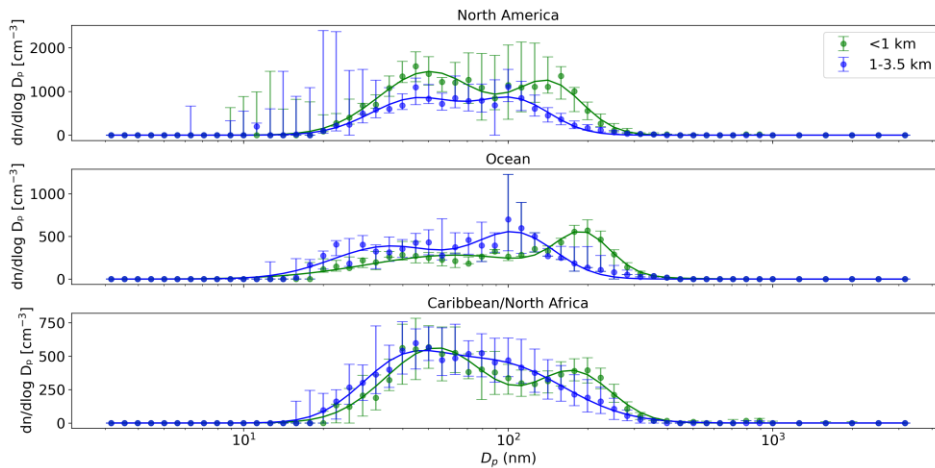 North America
dn/dlog Dₚ [cm⁻³]
2000
1000
0
<1 km
1-3.5 km
Ocean
dn/dlog Dₚ [cm⁻³]
1000
500
0
Caribbean/North Africa
dn/dlog Dₚ [cm⁻³]
750
500
250
0
10¹
10²
10³
Dₚ (nm)